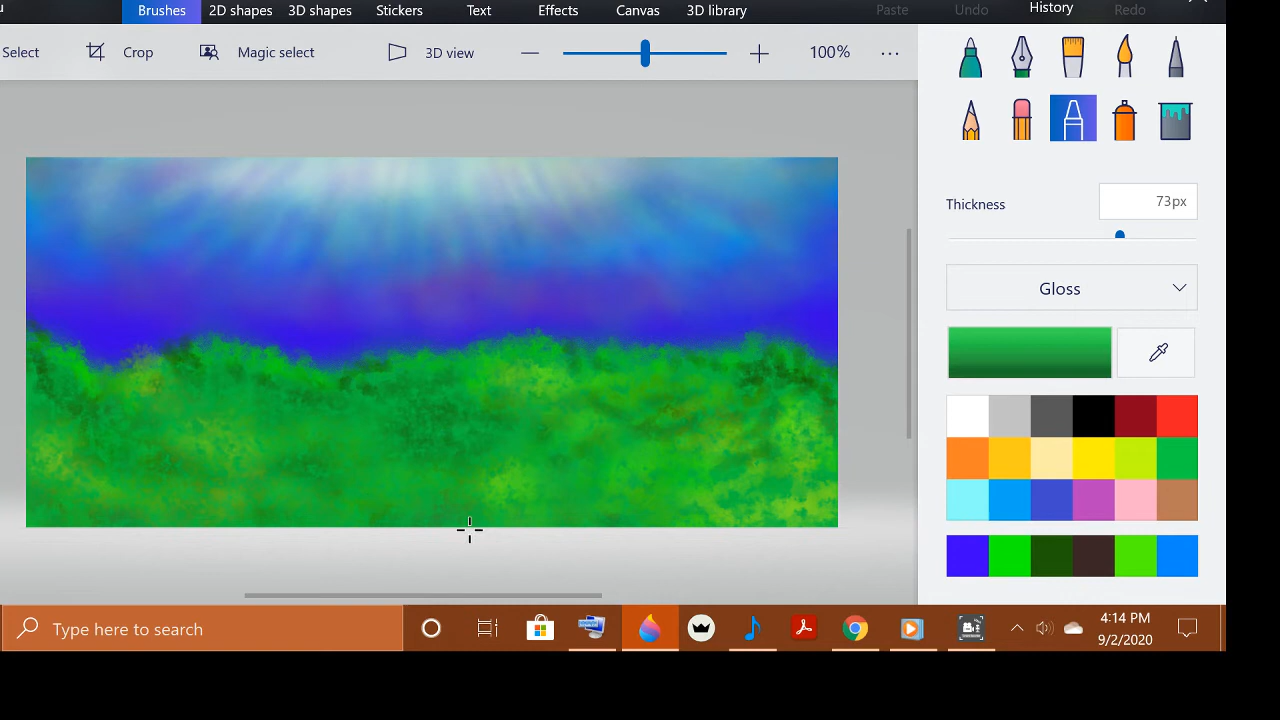 Brushes 2D shapes 3D shapes Stickers Text Effects Canvas 3D library Paste Undo History Redo
Select Crop Magic select 3D view 100%
Thickness 73px
Gloss
Type here to search
4:14 PM
9/2/2020